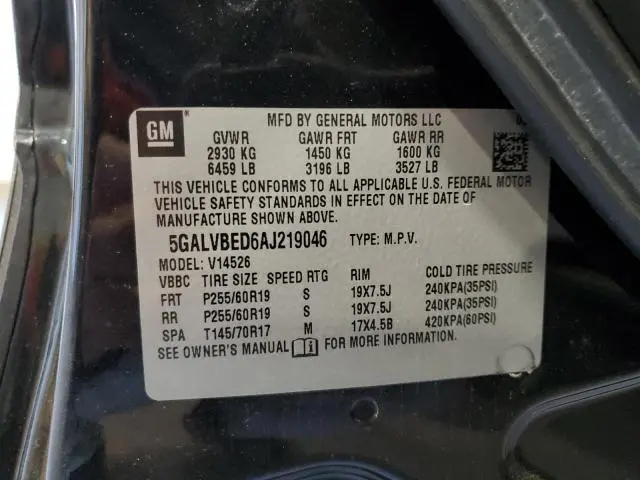 GM MFD BY GENERAL MOTORS LLC
GVWR GAWR FRT GAWR RR
2930 KG 1450 KG 1600 KG
6459 LB 3196 LB 3527 LB
THIS VEHICLE CONFORMS TO ALL APPLICABLE U.S. FEDERAL MOTOR
VEHICLE SAFETY STANDARDS IN EFFECT ON THE DATE OF
MANUFACTURE SHOWN ABOVE.
5GALVBED6AJ219046 TYPE: M.P.V.
MODEL: V14526
VBBC TIRE SIZE SPEED RTG RIM COLD TIRE PRESSURE
FRT P255/60R19 S 19X7.5J 240KPA(35PSI)
RR P255/60R19 S 19X7.5J 240KPA(35PSI)
SPA T145/70R17 M 17X4.5B 420KPA(60PSI)
SEE OWNER'S MANUAL FOR MORE INFORMATION.